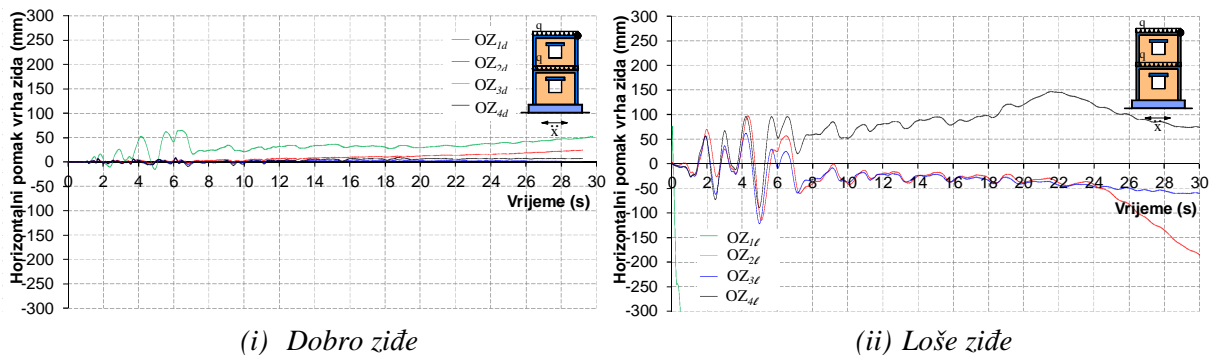 Horizontalni pomak vrha zida (mm)
300
250
200
150
100
50
0
-50
-100
-150
-200
-250
-300
0 2 4 6 8 10 12 14 16 18 20 22 24 26 28 30
Vrijeme (s)
OZ1d
OZ2d
OZ3d
OZ4d
q
q
ẍ
(i) Dobro ziđe
Horizontalni pomak vrha zida (mm)
300
250
200
150
100
50
0
-50
-100
-150
-200
-250
-300
0 2 4 6 8 10 12 14 16 18 20 22 24 26 28 30
Vrijeme (s)
OZ1ℓ
OZ2ℓ
OZ3ℓ
OZ4ℓ
q
q
ẍ
(ii) Loše ziđe